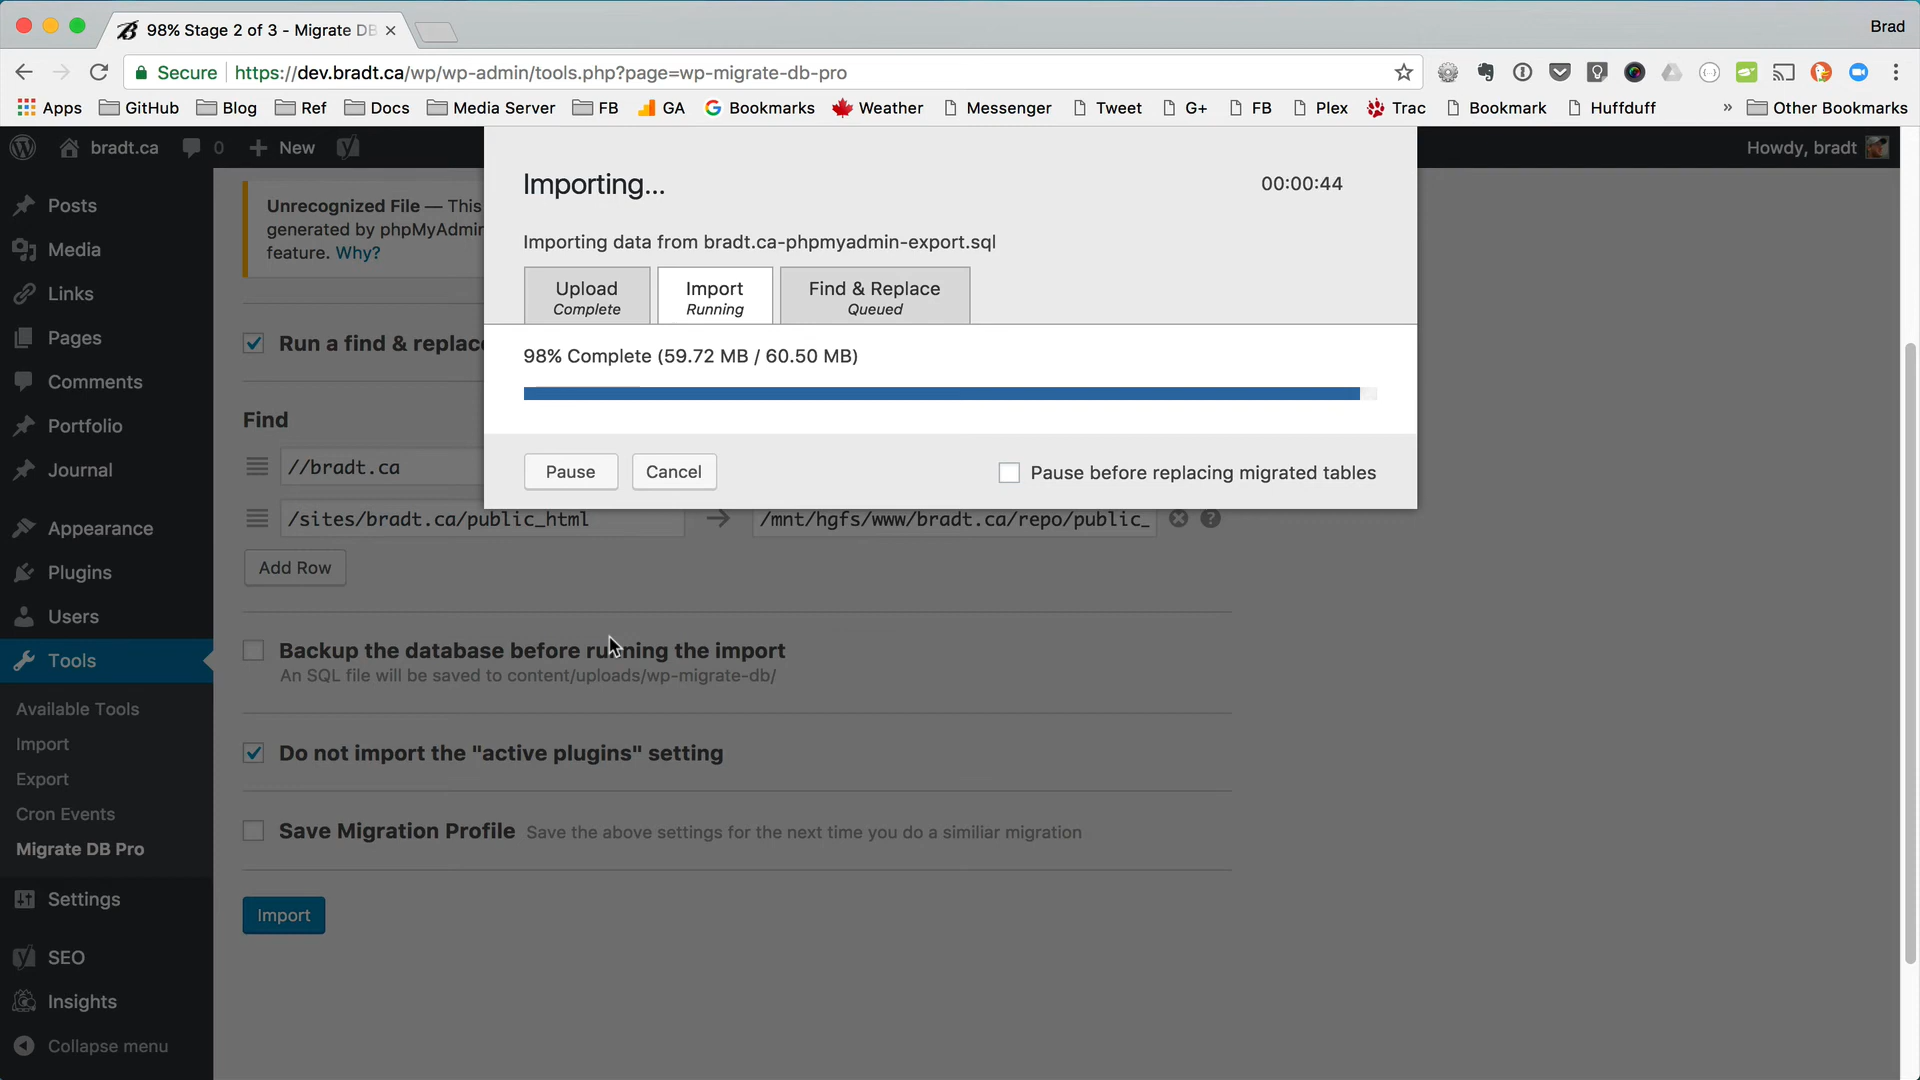 98% Stage 2 of 3 - Migrate DB
Brad
Secure
https://dev.bradt.ca/wp/wp-admin/tools.php?page=wp-migrate-db-pro
Apps GitHub Blog Ref Docs Media Server FB GA Bookmarks Weather Messenger Tweet G+ FB Plex Trac Bookmark Huffduff » Other Bookmarks
bradt.ca 0 New Howdy, bradt
Posts
Media
Links
Pages
Comments
Portfolio
Journal
Appearance
Plugins
Users
Tools
Available Tools
Import
Export
Cron Events
Migrate DB Pro
Settings
SEO
Insights
Collapse menu
Unrecognized File — This
generated by phpMyAdmin
feature. Why?
Importing...
00:00:44
Importing data from bradt.ca-phpmyadmin-export.sql
Upload
Complete
Import
Running
Find & Replace
Queued
98% Complete (59.72 MB / 60.50 MB)
Pause
Cancel
Pause before replacing migrated tables
Run a find & replace
Find
//bradt.ca
/sites/bradt.ca/public_html
/mnt/hgfs/www/bradt.ca/repo/public_
Add Row
Backup the database before running the import
An SQL file will be saved to content/uploads/wp-migrate-db/
Do not import the "active plugins" setting
Save Migration Profile Save the above settings for the next time you do a similiar migration
Import